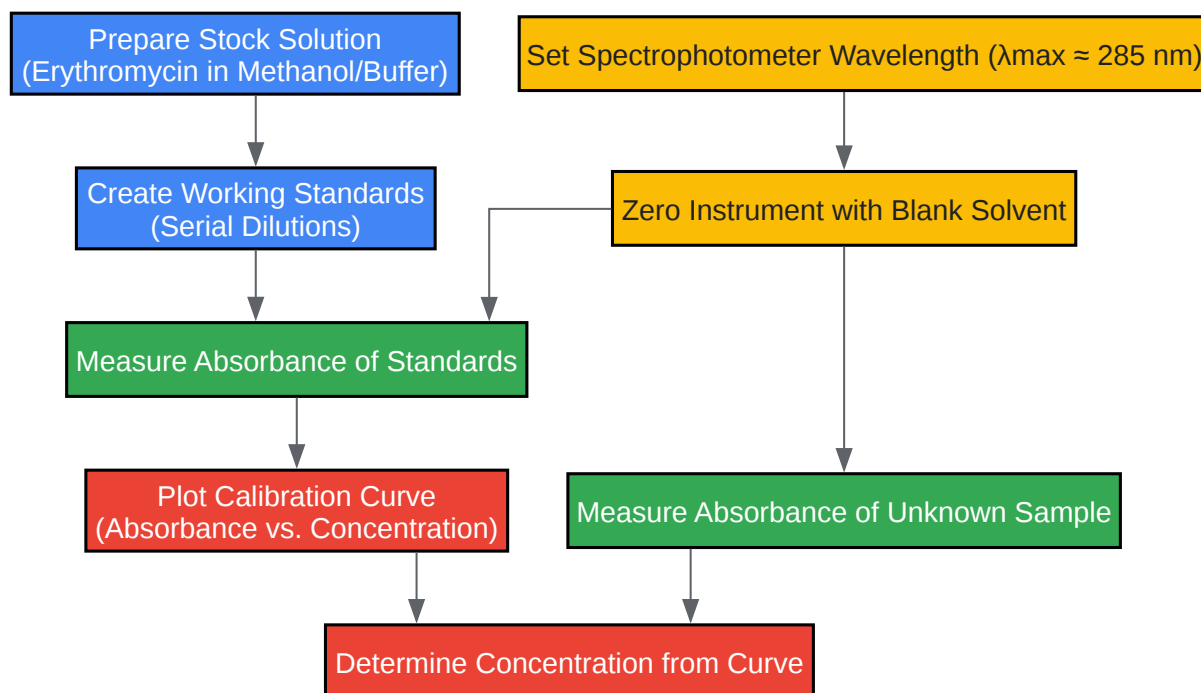 Prepare Stock Solution
(Erythromycin in Methanol/Buffer)
Set Spectrophotometer Wavelength (λmax ≈ 285 nm)
Create Working Standards
(Serial Dilutions)
Zero Instrument with Blank Solvent
Measure Absorbance of Standards
Plot Calibration Curve
(Absorbance vs. Concentration)
Measure Absorbance of Unknown Sample
Determine Concentration from Curve